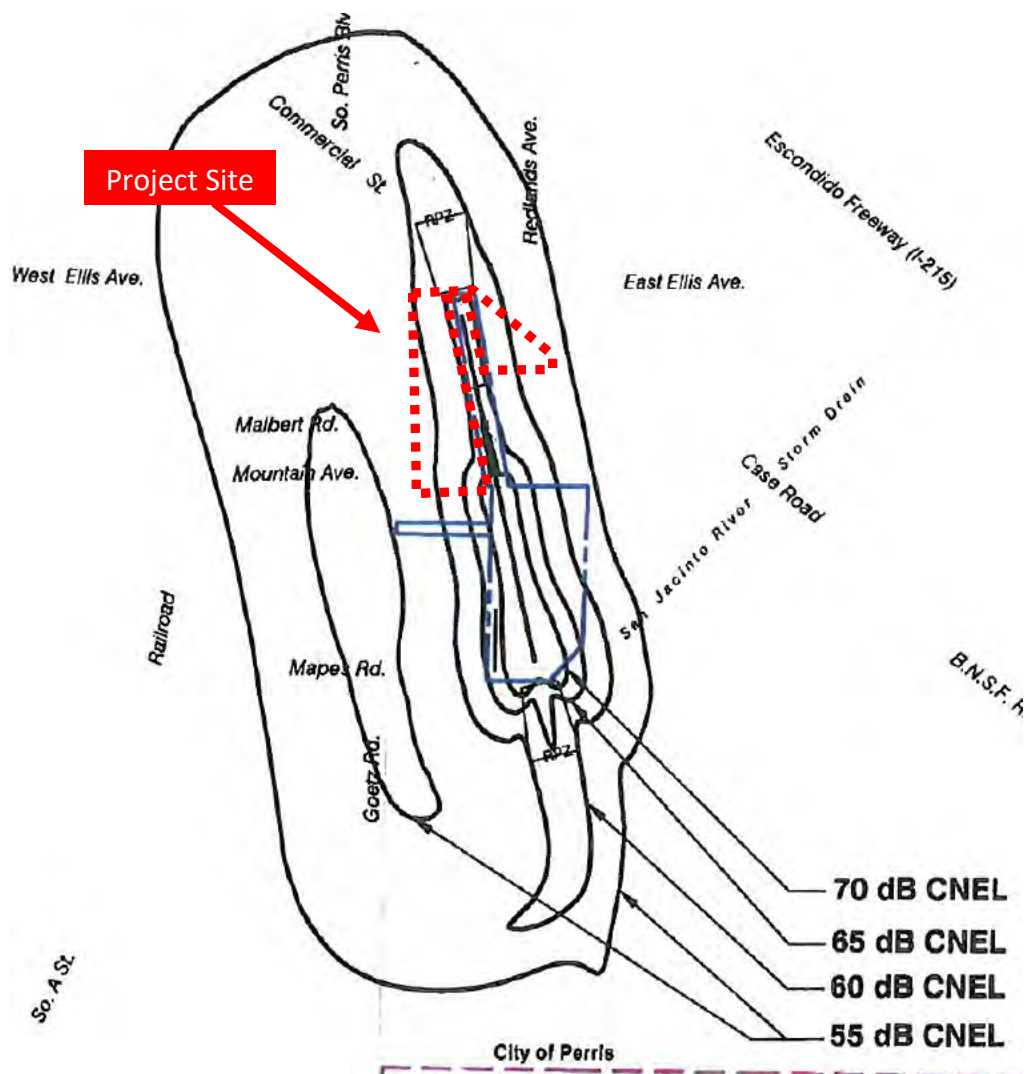 So. Perris Blv
Commercial St.
Redlands Ave.
Escondido Freeway (I-215)
Project Site
RPZ
West Ellis Ave.
East Ellis Ave.
Malbert Rd.
Mountain Ave.
San Jacinto River Storm Drain
Case Road
Railroad
Mapes Rd.
B.N.S.F. R
Goetz Rd.
RPZ
70 dB CNEL
65 dB CNEL
60 dB CNEL
55 dB CNEL
So. A St.
City of Perris